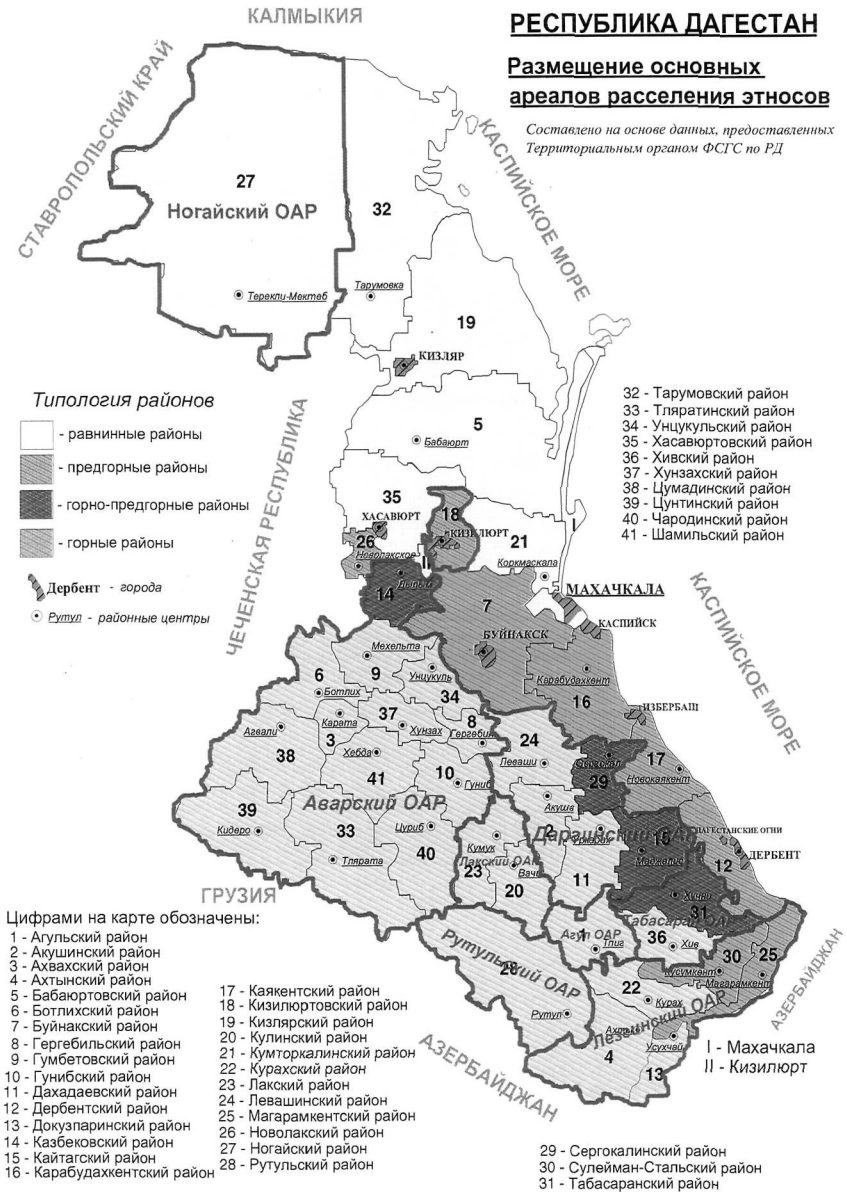 КАЛМЫКИЯ
РЕСПУБЛИКА ДАГЕСТАН
Размещение основных
ареалов расселения этносов
Составлено на основе данных, предоставленных
Территориальным органом ФСГС по РД
СТАВРОПОЛЬСКИЙ КРАЙ
КАСПИЙСКОЕ МОРЕ
27
Ногайский ОАР
32
Терекли-Мектеб
Тарумовка
19
КИЗЛЯР
Типология районов
- равнинные районы
- предгорные районы
- горно-предгорные районы
- горные районы
Дербент - города
Рутул - районные центры
ЧЕЧЕНСКАЯ РЕСПУБЛИКА
5
Бабаюрт
32 - Тарумовский район
33 - Тляратинский район
34 - Унцукульский район
35 - Хасавюртовский район
36 - Хивский район
37 - Хунзахский район
38 - Цумадинский район
39 - Цунтинский район
40 - Чародинский район
41 - Шамильский район
35
ХАСАВЮРТ
18
КИЗИЛЮРТ
I
26
Новолакское
II
21
Коркмаскала
14
Дылым
МАХАЧКАЛА
КАСПИЙСК
КАСПИЙСКОЕ МОРЕ
7
БУЙНАКСК
Карабудахкент
16
ИЗБЕРБАШ
Мехельта
9
6
Ботлих
Унцукуль
34
37
Карата
3
Хунзах
8
Гергебиль
24
Леваши
Сергокала
29
17
Новокаякент
Агвали
38
Хебда
41
10
Гуниб
Аварский ОАР
Акуша
2
Даргинский ОАР
Уркарах
15
Маджалис
ДАГЕСТАНСКИЕ ОГНИ
12
ДЕРБЕНТ
39
Кидеро
33
Тлярата
Цуриб
40
Кумух
Лакский ОАР
23
Вачи
20
11
Хучни
31
Табасаран ОАР
ГРУЗИЯ
1
Агул ОАР
Тпиг
36
Хив
30
25
Касумкент
Магарамкент
Рутульский ОАР
28
Рутул
22
Курах
Лезгинский ОАР
Ахты
Усухчай
4
13
АЗЕРБАЙДЖАН
АЗЕРБАЙДЖАН
I - Махачкала
II - Кизилюрт
Цифрами на карте обозначены:
1 - Агульский район
2 - Акушинский район
3 - Ахвахский район
4 - Ахтынский район
5 - Бабаюртовский район
6 - Ботлихский район
7 - Буйнакский район
8 - Гергебильский район
9 - Гумбетовский район
10 - Гунибский район
11 - Дахадаевский район
12 - Дербентский район
13 - Докузпаринский район
14 - Казбековский район
15 - Кайтагский район
16 - Карабудахкентский район
17 - Каякентский район
18 - Кизилюртовский район
19 - Кизлярский район
20 - Кулинский район
21 - Кумторкалинский район
22 - Курахский район
23 - Лакский район
24 - Левашинский район
25 - Магарамкентский район
26 - Новолакский район
27 - Ногайский район
28 - Рутульский район
29 - Сергокалинский район
30 - Сулейман-Стальский район
31 - Табасаранский район